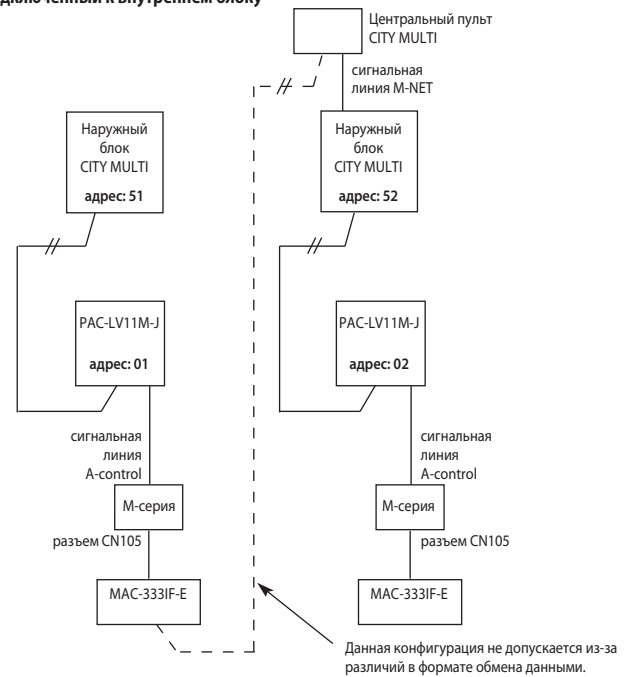 дключенный к внутреннем блоку
Центральный пульт
CITY MULTI
сигнальная
линия M-NET
Наружный
блок
CITY MULTI
адрес: 51
Наружный
блок
CITY MULTI
адрес: 52
PAC-LV11M-J
адрес: 01
PAC-LV11M-J
адрес: 02
сигнальная
линия
A-control
сигнальная
линия
A-control
М-серия
М-серия
разъем CN105
разъем CN105
MAC-333IF-E
MAC-333IF-E
Данная конфигурация не допускается из-за
различий в формате обмена данными.